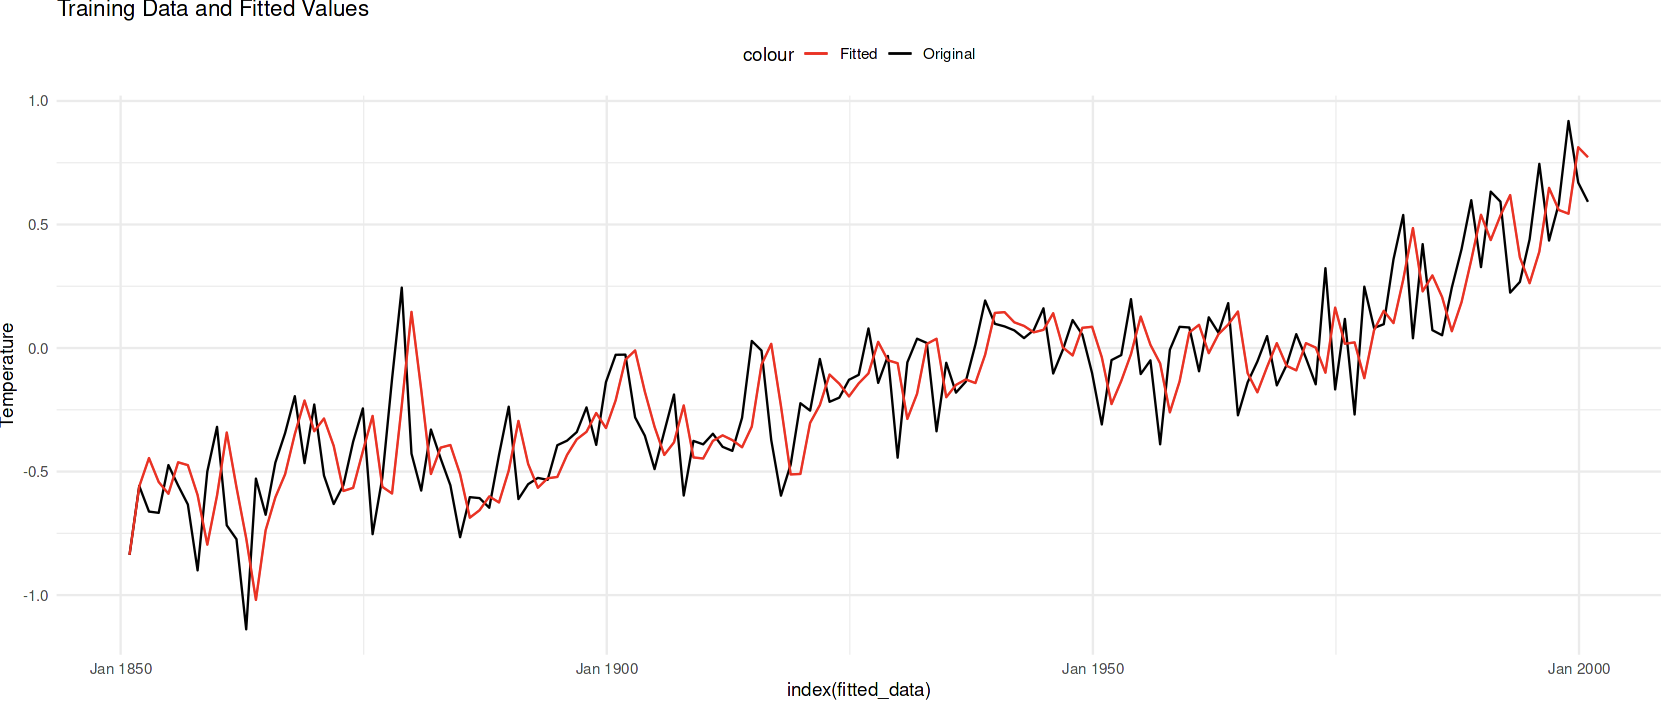 Training Data and Fitted Values
colour Fitted Original
1.0
0.5
0.0
-0.5
-1.0
Temperature
Jan 1850 Jan 1900 Jan 1950 Jan 2000
index(fitted_data)